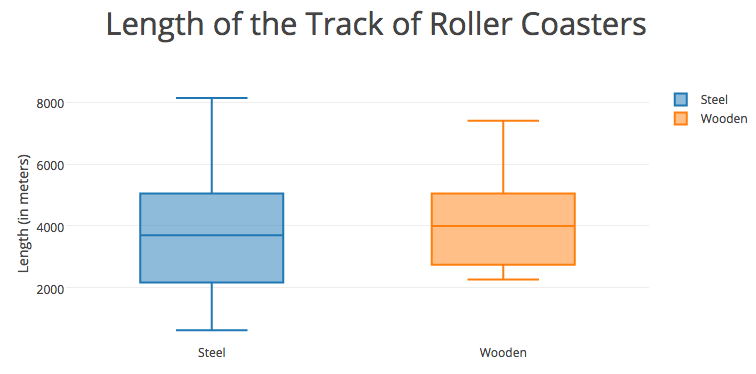 Length of the Track of Roller Coasters
8000
6000
4000
2000
Length (in meters)
Steel
Wooden
Steel
Wooden